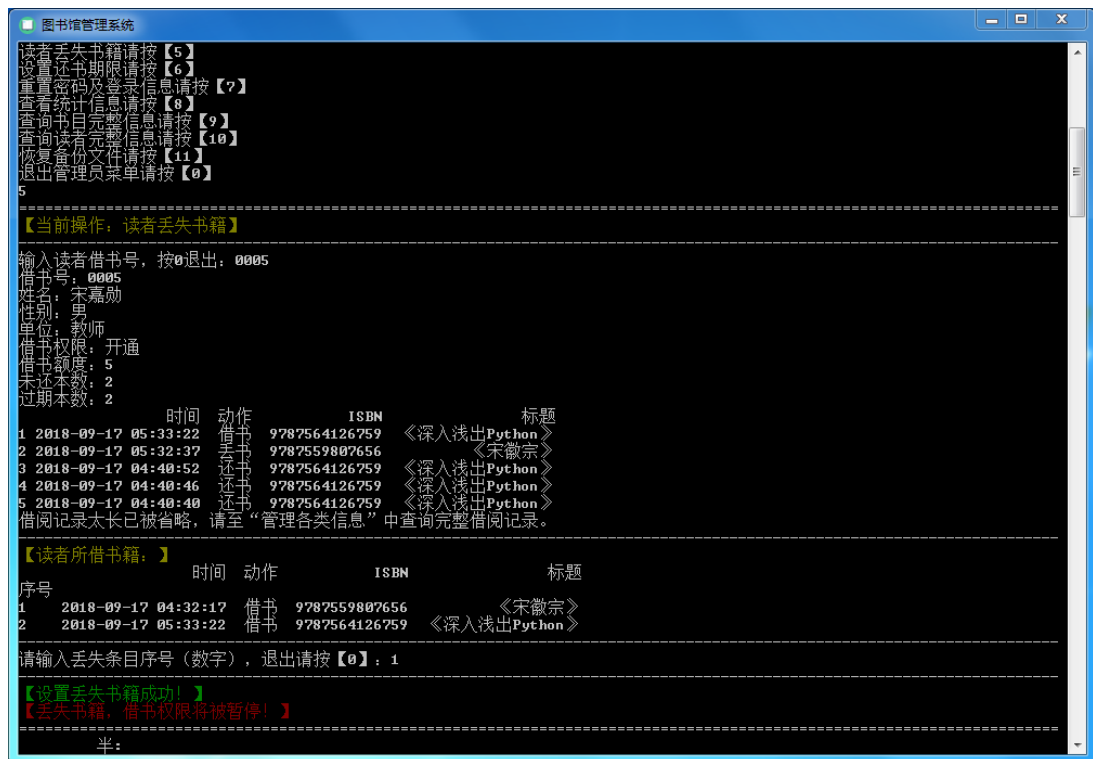 图书馆管理系统
读者丢失书籍请按【5】
设置还书期限请按【6】
重置密码及登录信息请按【7】
查看统计信息请按【8】
查询书目完整信息请按【9】
查询读者完整信息请按【10】
恢复备份文件请按【11】
退出管理员菜单请按【0】
5
【当前操作：读者丢失书籍】
输入读者借书号，按0退出：0005
借书号：0005
姓名：宋嘉勋
性别：男
单位：教师
借书权限：开通
借书额度：5
未还本数：2
过期本数：2
时间 动作 ISBN 标题
1 2018-09-17 05:33:22 借书 9787564126759 《深入浅出Python》
2 2018-09-17 05:32:37 丢书 9787559807656 《宋徽宗》
3 2018-09-17 04:40:52 还书 9787564126759 《深入浅出Python》
4 2018-09-17 04:40:46 还书 9787564126759 《深入浅出Python》
5 2018-09-17 04:40:40 还书 9787564126759 《深入浅出Python》
借阅记录太长已被省略，请至“管理各类信息”中查询完整借阅记录。
【读者所借书籍：】
时间 动作 ISBN 标题
序号
1 2018-09-17 04:32:17 借书 9787559807656 《宋徽宗》
2 2018-09-17 05:33:22 借书 9787564126759 《深入浅出Python》
请输入丢失条目序号（数字），退出请按【0】：1
【设置丢失书籍成功！】
【丢失书籍，借书权限将被暂停！】
半：